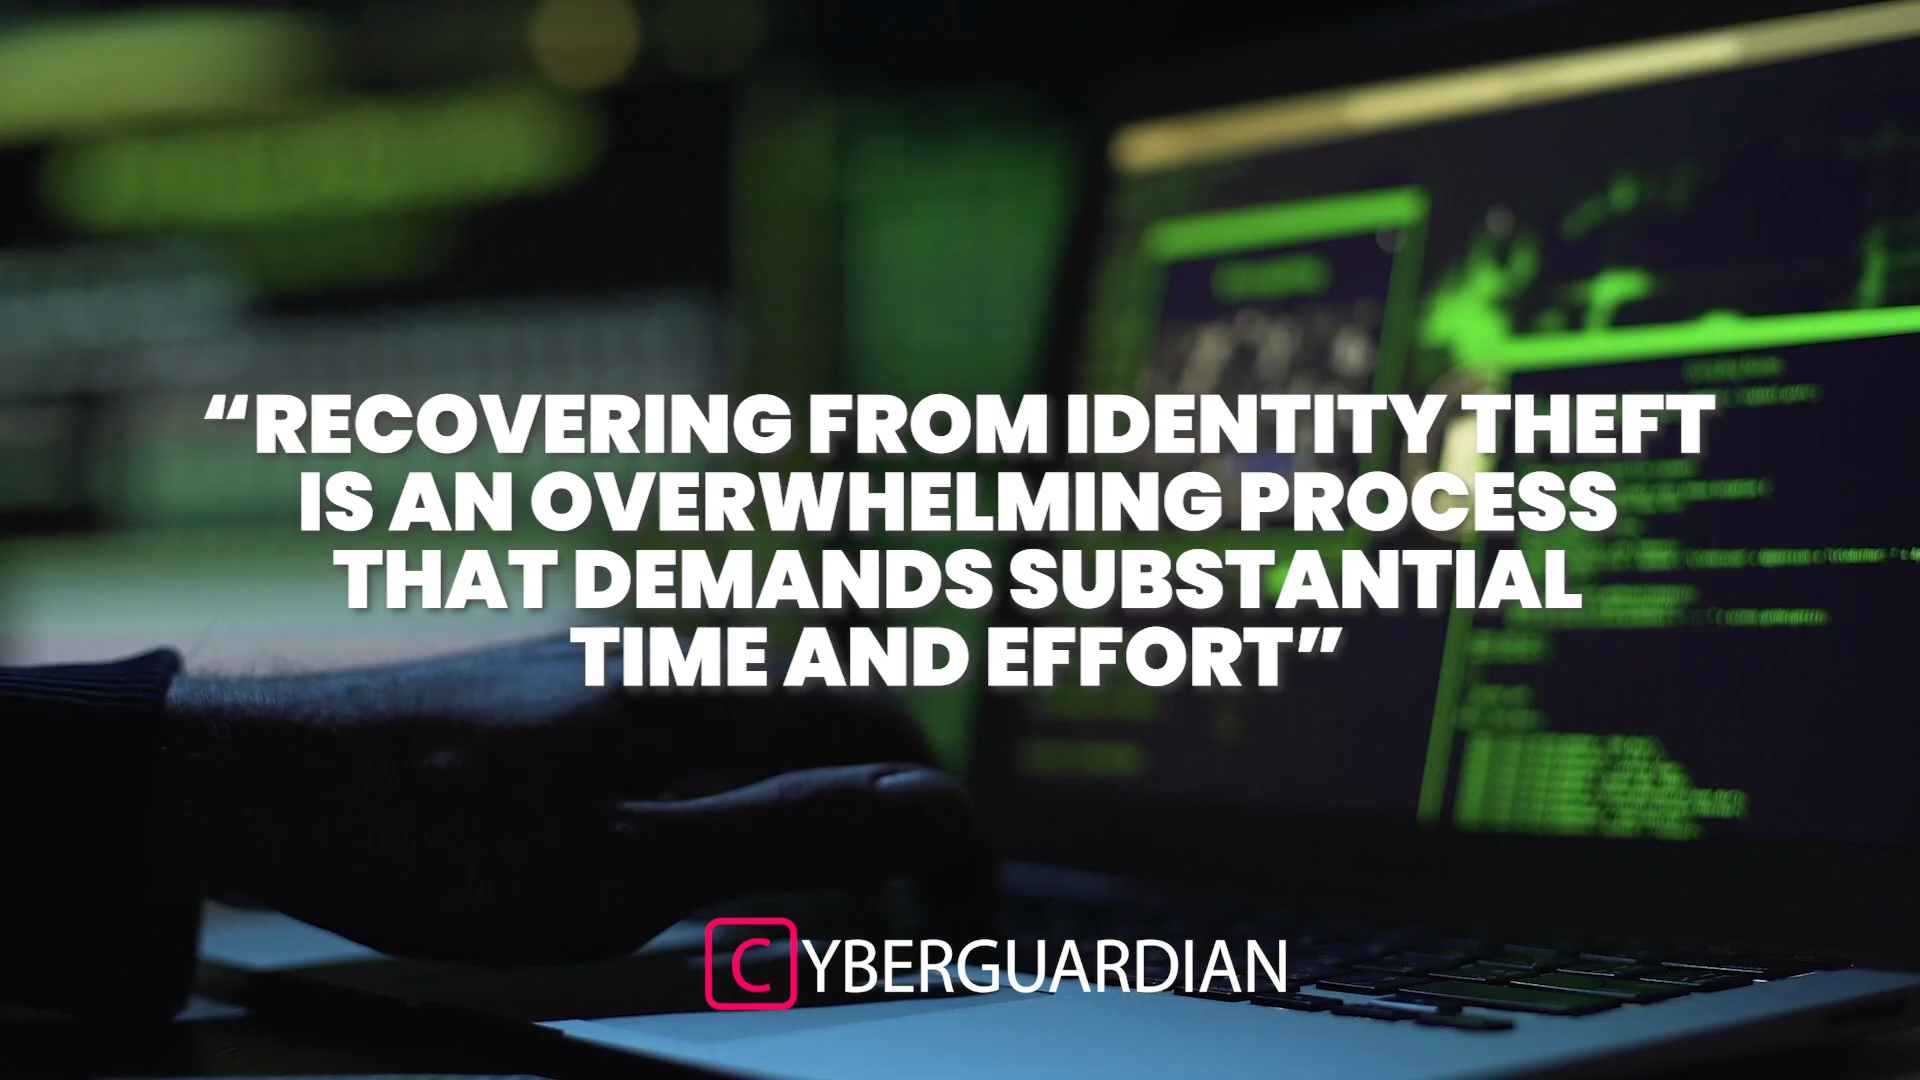 “RECOVERING FROM IDENTITY THEFT
IS AN OVERWHELMING PROCESS
THAT DEMANDS SUBSTANTIAL
TIME AND EFFORT”
CYBERGUARDIAN